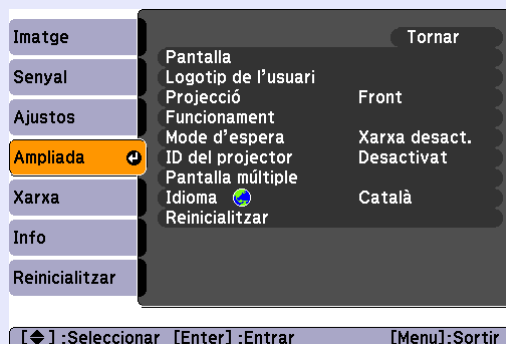 Imatge
Senyal
Ajustos
Ampliada
Xarxa
Info
Reinicialitzar
Tornar
Pantalla
Logotip de l'usuari
Projecció Front
Funcionament
Mode d'espera Xarxa desact.
ID del projector Desactivat
Pantalla múltiple
Idioma Català
Reinicialitzar
[◆] :Seleccionar [Enter] :Entrar [Menu]:Sortir